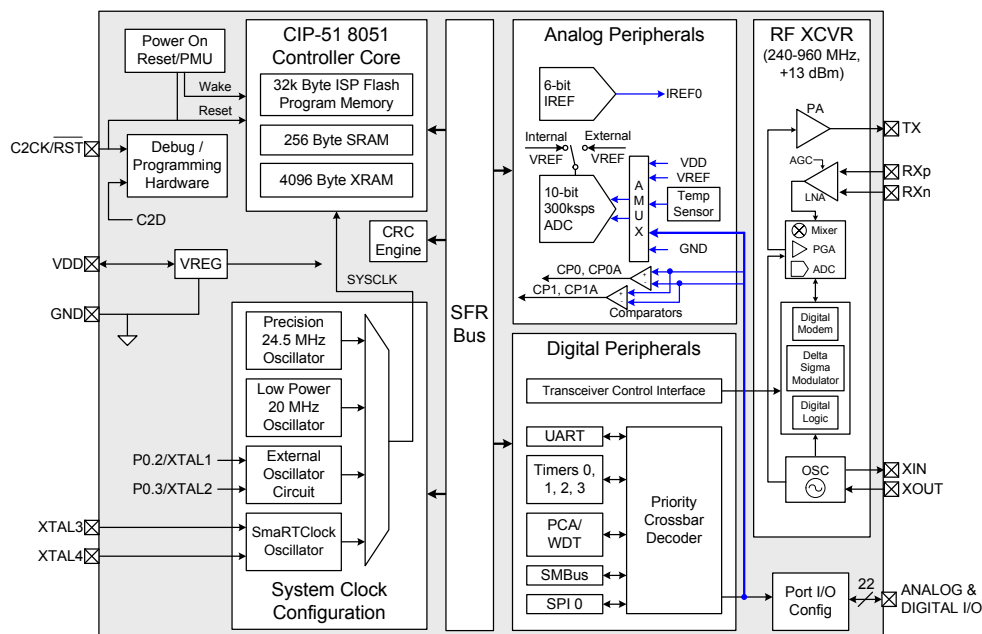 Power On
Reset/PMU
Wake
Reset
C2CK/RST
Debug /
Programming
Hardware
C2D
VDD
VREG
GND
CIP-51 8051
Controller Core
32k Byte ISP Flash
Program Memory
256 Byte SRAM
4096 Byte XRAM
CRC
Engine
SYSCLK
Precision
24.5 MHz
Oscillator
Low Power
20 MHz
Oscillator
P0.2/XTAL1
P0.3/XTAL2
External
Oscillator
Circuit
XTAL3
XTAL4
SmaRTClock
Oscillator
System Clock
Configuration
SFR
Bus
Analog Peripherals
6-bit
IREF
IREF0
Internal
External
VREF
VREF
10-bit
300ksps
ADC
A
M
U
X
VDD
VREF
Temp
Sensor
GND
CP0, CP0A
+
-
CP1, CP1A
+
-
Comparators
Digital Peripherals
Transceiver Control Interface
UART
Timers 0,
1, 2, 3
PCA/
WDT
SMBus
SPI 0
Priority
Crossbar
Decoder
RF XCVR
(240-960 MHz,
+13 dBm)
PA
TX
AGC
LNA
RXp
RXn
Mixer
PGA
ADC
Digital
Modem
Delta
Sigma
Modulator
Digital
Logic
OSC
XIN
XOUT
Port I/O
Config
22
ANALOG &
DIGITAL I/O